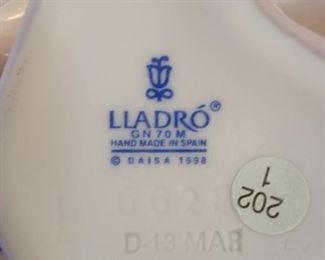 LLADRÓ®
GN 70 M
HAND MADE IN SPAIN
© DAISA 1998
D-13 MAR
202
1